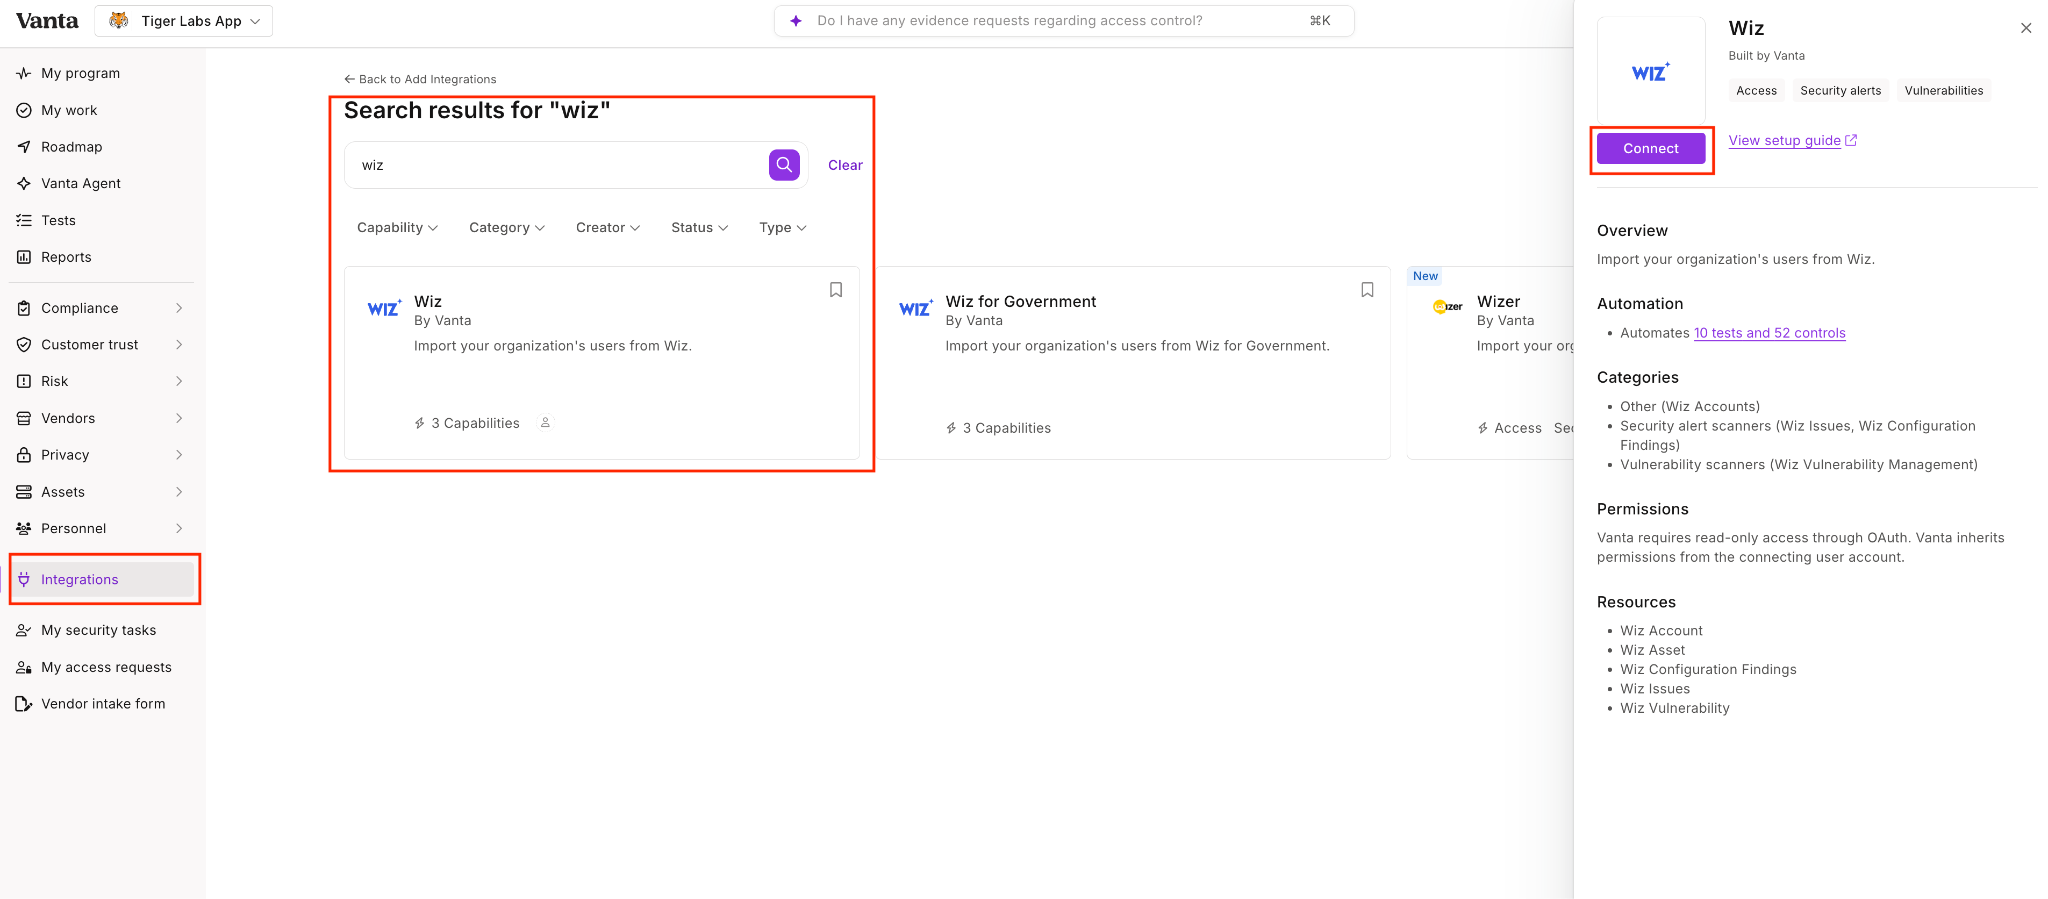 Vanta
Tiger Labs App
Do I have any evidence requests regarding access control?
⌘K
My program
My work
Roadmap
Vanta Agent
Tests
Reports
Compliance
Customer trust
Risk
Vendors
Privacy
Assets
Personnel
Integrations
My security tasks
My access requests
Vendor intake form
← Back to Add Integrations
Search results for "wiz"
wiz
Clear
Capability
Category
Creator
Status
Type
WIZ
Wiz
By Vanta
Import your organization's users from Wiz.
3 Capabilities
WIZ
Wiz for Government
By Vanta
Import your organization's users from Wiz for Government.
3 Capabilities
New
Wizer
By Vanta
Import your
Access
WIZ
Wiz
Built by Vanta
Access
Security alerts
Vulnerabilities
Connect
View setup guide
Overview
Import your organization's users from Wiz.
Automation
• Automates 10 tests and 52 controls
Categories
• Other (Wiz Accounts)
• Security alert scanners (Wiz Issues, Wiz Configuration
Findings)
• Vulnerability scanners (Wiz Vulnerability Management)
Permissions
Vanta requires read-only access through OAuth. Vanta inherits
permissions from the connecting user account.
Resources
• Wiz Account
• Wiz Asset
• Wiz Configuration Findings
• Wiz Issues
• Wiz Vulnerability